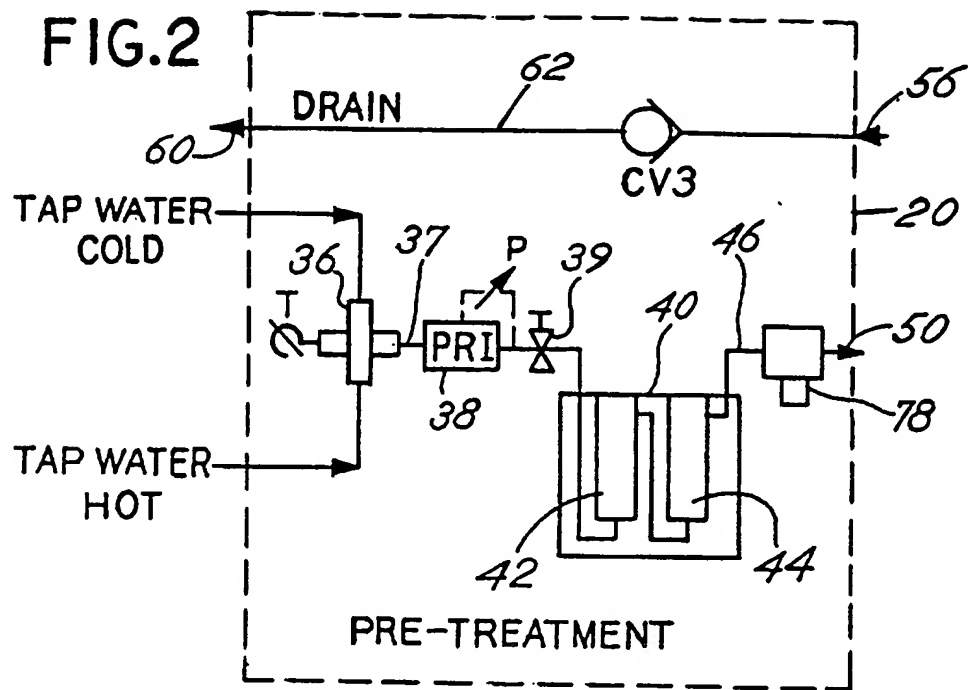 FIG.2
62
56
DRAIN
60
CV3
TAP WATER
COLD
20
36
37
P
39
46
T
40
50
PRI
38
78
TAP WATER
HOT
42
44
PRE-TREATMENT